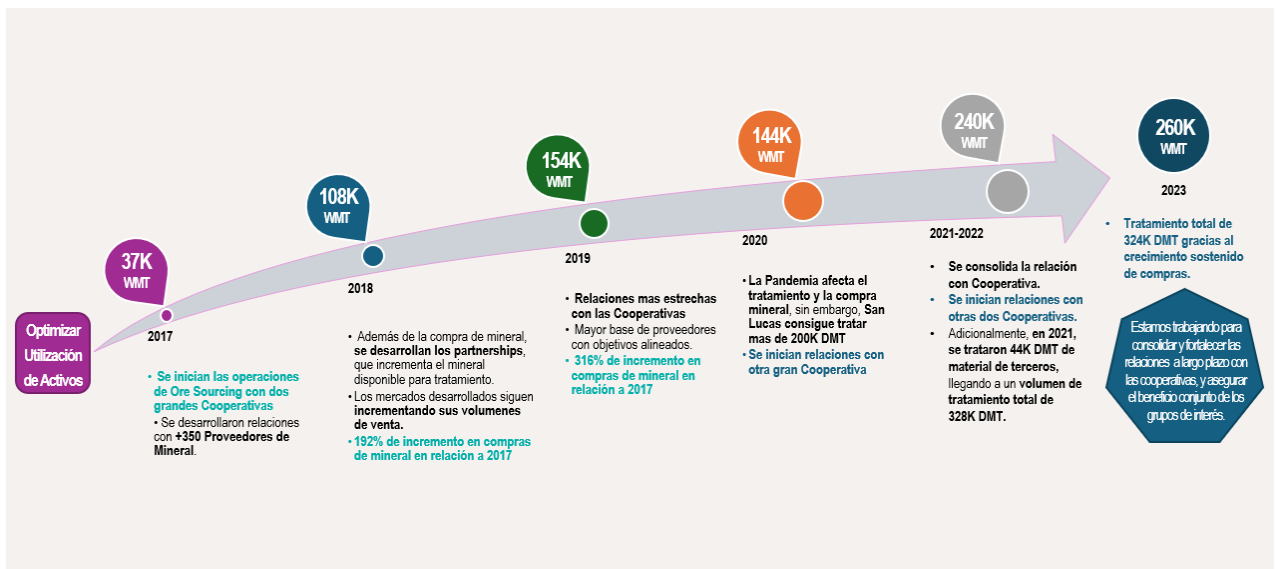 Optimizar
Utilización
de Activos
37K
WMT
2017
• Se inician las operaciones
de Ore Sourcing con dos
grandes Cooperativas
• Se desarrollaron relaciones
con +350 Proveedores de
Mineral.
108K
WMT
2018
• Además de la compra de mineral,
se desarrollan los partnerships,
que incrementa el mineral
disponible para tratamiento.
• Los mercados desarrollados siguen
incrementando sus volumenes
de venta.
• 192% de incremento en compras
de mineral en relación a 2017
154K
WMT
2019
• Relaciones mas estrechas
con las Cooperativas
• Mayor base de proveedores
con objetivos alineados.
• 316% de incremento en
compras de mineral en
relación a 2017
144K
WMT
2020
• La Pandemia afecta el
tratamiento y la compra
mineral, sin embargo, San
Lucas consigue tratar
mas de 200K DMT
• Se inician relaciones con
otra gran Cooperativa
240K
WMT
2021-2022
• Se consolida la relación
con Cooperativa.
• Se inician relaciones con
otras dos Cooperativas.
• Adicionalmente, en 2021,
se trataron 44K DMT de
material de terceros,
llegando a un volumen de
tratamiento total de
328K DMT.
260K
WMT
2023
• Tratamiento total de
324K DMT gracias al
crecimiento sostenido
de compras.
Estamos trabajando para
consolidar y fortalecer las
relaciones a largo plazo con
las cooperativas, y asegurar
el beneficio conjunto de los
grupos de interés.